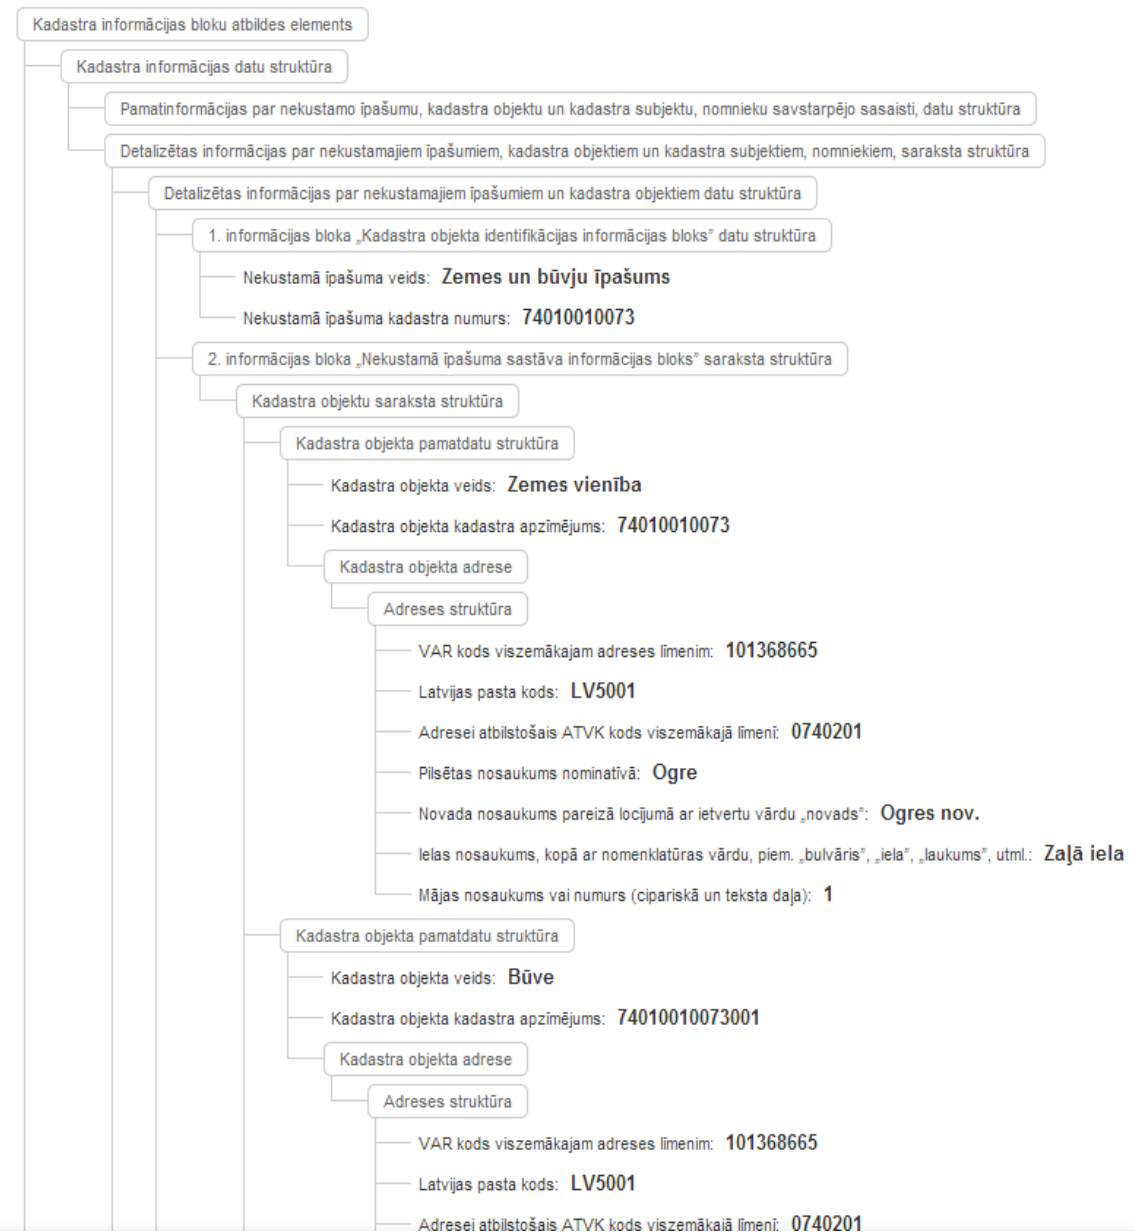 Kadastra informācijas bloku atbildes elements
Kadastra informācijas datu struktūra
Pamatinformācijas par nekustamo īpašumu, kadastra objektu un kadastra subjektu, nomnieku savstarpējo sasaisti, datu struktūra
Detalizētas informācijas par nekustamajiem īpašumiem, kadastra objektiem un kadastra subjektiem, nomniekiem, saraksta struktūra
Detalizētas informācijas par nekustamajiem īpašumiem un kadastra objektiem datu struktūra
1. informācijas bloka „Kadastra objekta identifikācijas informācijas bloks” datu struktūra
Nekustamā īpašuma veids: Zemes un būvju īpašums
Nekustamā īpašuma kadastra numurs: 74010010073
2. informācijas bloka „Nekustamā īpašuma sastāva informācijas bloks” saraksta struktūra
Kadastra objektu saraksta struktūra
Kadastra objekta pamatdatu struktūra
Kadastra objekta veids: Zemes vienība
Kadastra objekta kadastra apzīmējums: 74010010073
Kadastra objekta adrese
Adreses struktūra
VAR kods viszemākajam adreses līmenim: 101368665
Latvijas pasta kods: LV5001
Adresei atbilstošais ATVK kods viszemākajā līmenī: 0740201
Pilsētas nosaukums nominatīvā: Ogre
Novada nosaukums pareizā locījumā ar ietvertu vārdu „novads”: Ogres nov.
Ielas nosaukums, kopā ar nomenklatūras vārdu, piem. „bulvāris”, „iela”, „laukums”, utml.: Zaļā iela
Mājas nosaukums vai numurs (cipariskā un teksta daļa): 1
Kadastra objekta pamatdatu struktūra
Kadastra objekta veids: Būve
Kadastra objekta kadastra apzīmējums: 74010010073001
Kadastra objekta adrese
Adreses struktūra
VAR kods viszemākajam adreses līmenim: 101368665
Latvijas pasta kods: LV5001
Adresei atbilstošais ATVK kods viszemākajā līmenī: 0740201